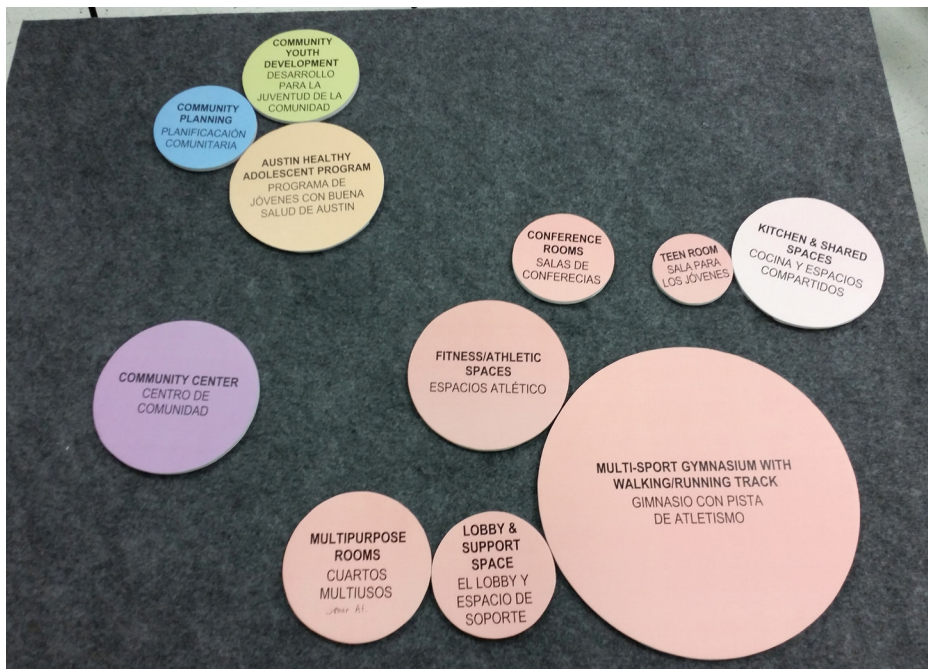 COMMUNITY
YOUTH
DEVELOPMENT
DESARROLLO
PARA LA
JUVENTUD DE LA
COMUNIDAD
COMMUNITY
PLANNING
PLANIFICACAIÓN
COMUNITARIA
AUSTIN HEALTHY
ADOLESCENT PROGRAM
PROGRAMA DE
JÓVENES CON BUENA
SALUD DE AUSTIN
CONFERENCE
ROOMS
SALAS DE
CONFERECIAS
TEEN ROOM
SALA PARA
LOS JÓVENES
KITCHEN & SHARED
SPACES
COCINA Y ESPACIOS
COMPARTIDOS
COMMUNITY CENTER
CENTRO DE
COMUNIDAD
FITNESS/ATHLETIC
SPACES
ESPACIOS ATLÉTICO
MULTI-SPORT GYMNASIUM WITH
WALKING/RUNNING TRACK
GIMNASIO CON PISTA
DE ATLETISMO
MULTIPURPOSE
ROOMS
CUARTOS
MULTIUSOS
LOBBY &
SUPPORT
SPACE
EL LOBBY Y
ESPACIO DE
SOPORTE